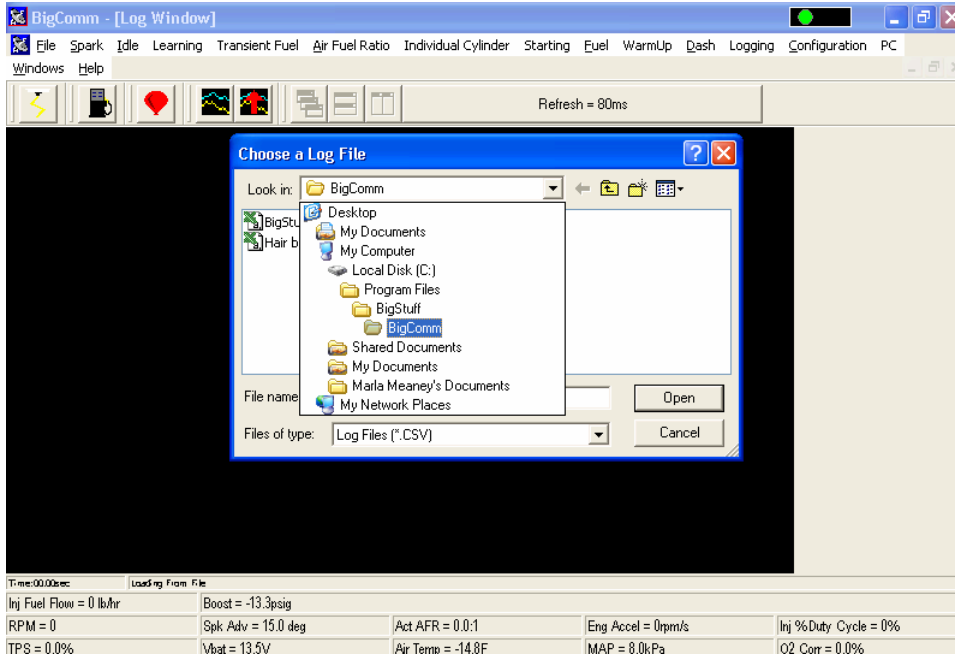 BigComm - [Log Window]
File Spark Idle Learning Transient Fuel Air Fuel Ratio Individual Cylinder Starting Fuel WarmUp Dash Logging Configuration PC
Windows Help
Refresh = 80ms
Choose a Log File
Look in: BigComm
Desktop
My Documents
My Computer
Local Disk (C:)
Program Files
BigStuff
BigComm
Shared Documents
My Documents
Marla Meaney's Documents
My Network Places
BigStu
Hair b
File name
Open
Files of type: Log Files (*.CSV)
Cancel
Time:00.00sec Loading From File
Inj Fuel Flow = 0 lb/hr Boost = -13.3psig
RPM = 0 Spk Adv = 15.0 deg Act AFR = 0.0:1 Eng Accel = 0rpm/s Inj %Duty Cycle = 0%
TPS = 0.0% Vbat = 13.5V Air Temp = -14.8F MAP = 8.0kPa O2 Corr = 0.0%